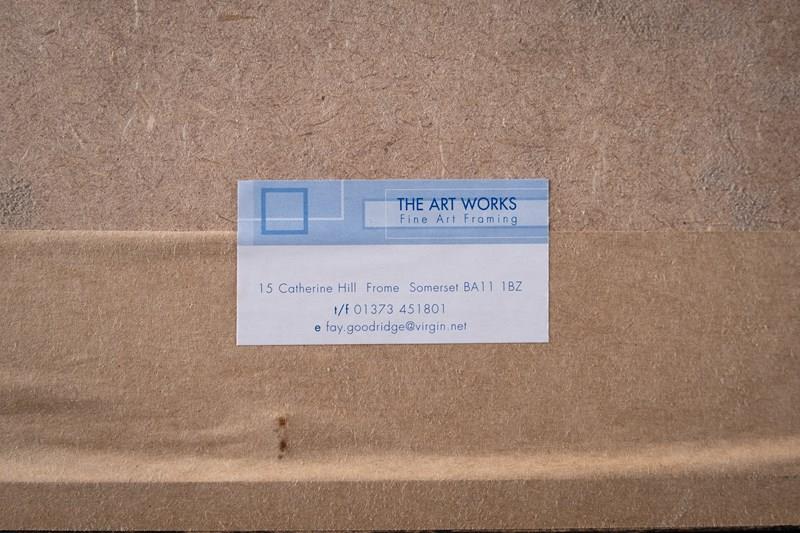 THE ART WORKS
Fine Art Framing
15 Catherine Hill Frome Somerset BA11 1BZ
t/f 01373 451801
e fay.goodridge@virgin.net